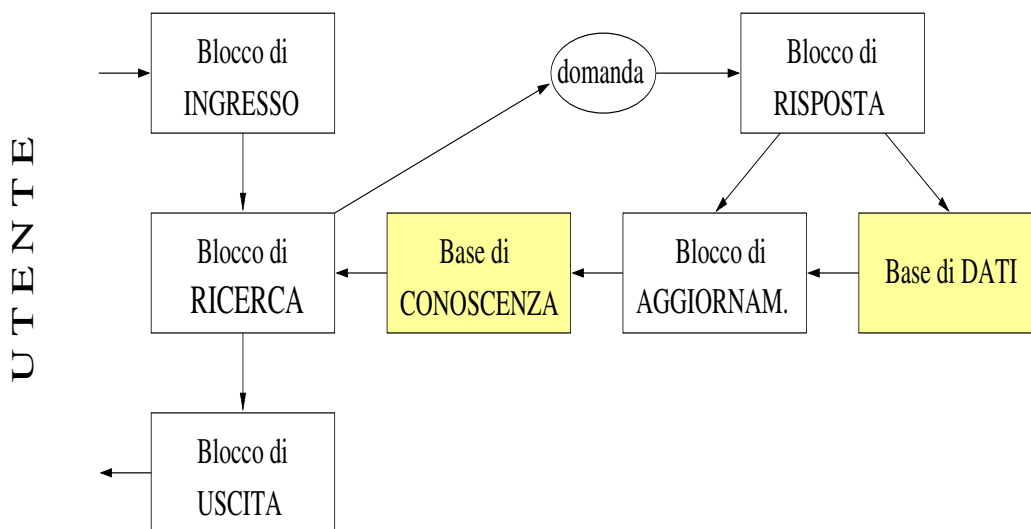 UTENTE
Blocco di
INGRESSO
domanda
Blocco di
RISPOSTA
Blocco di
RICERCA
Base di
CONOSCENZA
Blocco di
AGGIORNAM.
Base di DATI
Blocco di
USCITA